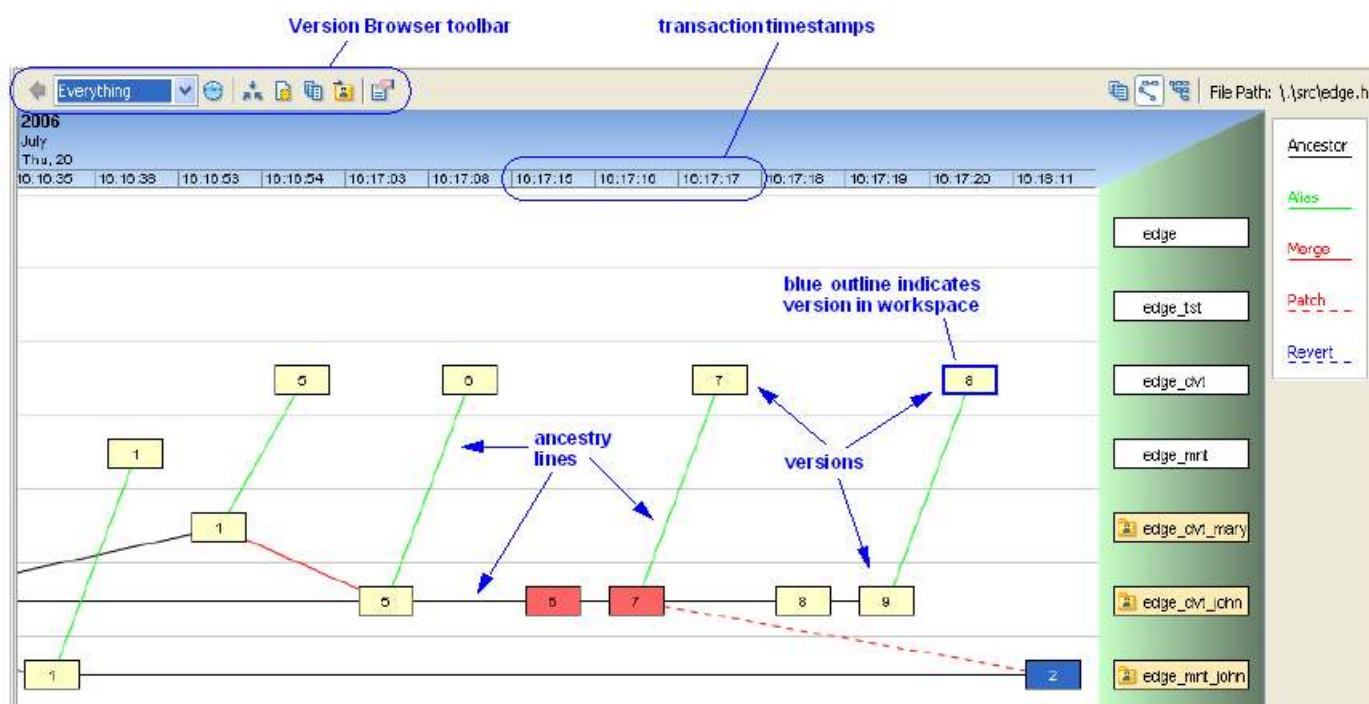 Version Browser toolbar
transaction timestamps
Everything
File Path: \.\src\edge.h
2006
July
Thu, 20
10:10:35 10:10:38 10:10:53 10:10:54 10:17:03 10:17:08 10:17:15 10:17:16 10:17:17 10:17:18 10:17:19 10:17:20 10:18:11
Ancestor
Alias
Merge
Patch
Revert
edge
blue outline indicates
version in workspace
edge_tst
5
6
7
8
edge_dvt
1
ancestry
lines
versions
edge_mnt
1
edge_dvt_mary
5
6
7
8
9
edge_dvt_john
1
2
edge_mnt_john